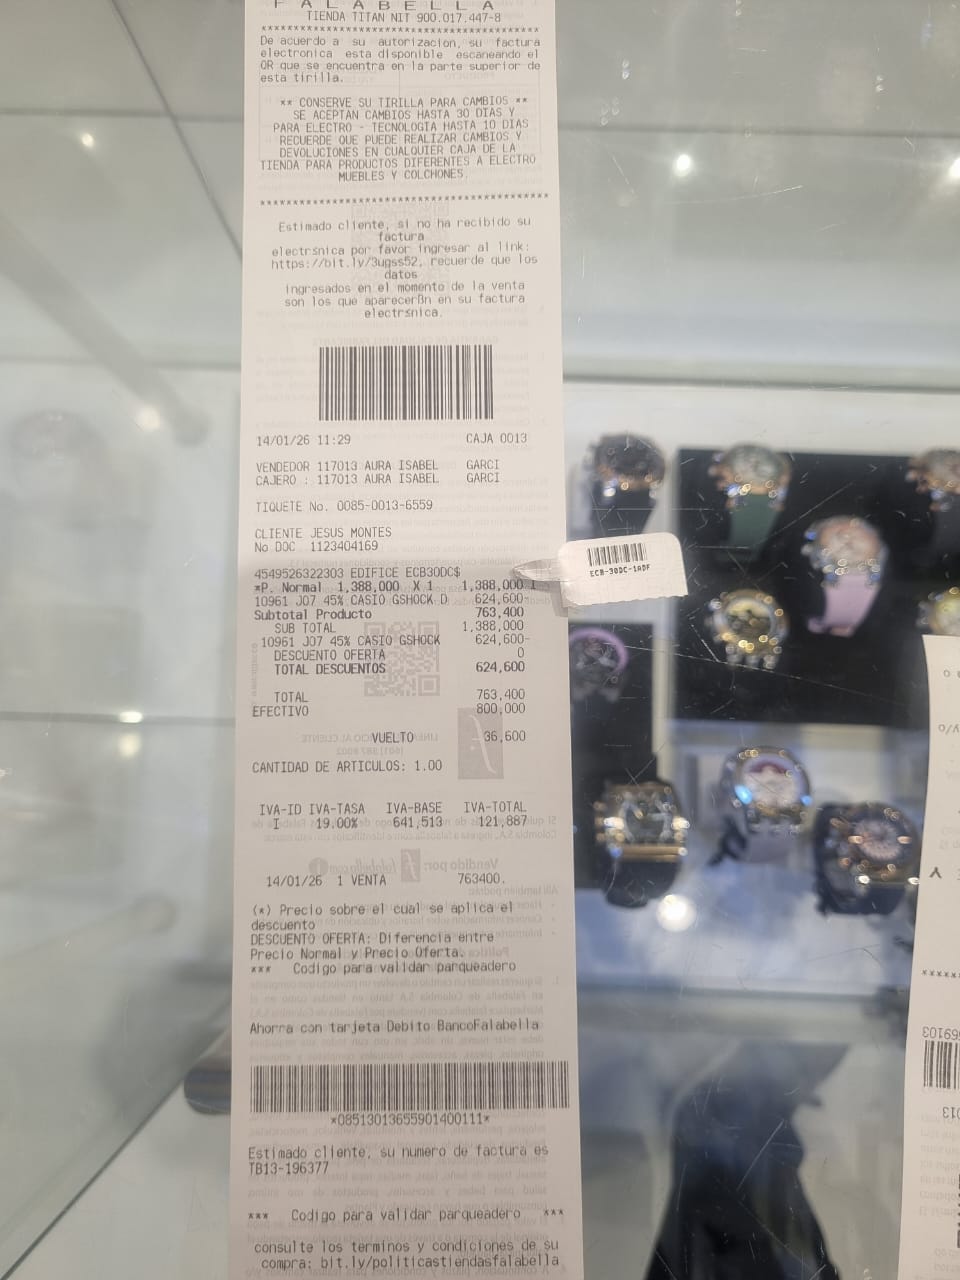 FALABELLA
TIENDA TITAN NIT 900.017.447-8
****************************************
De acuerdo a su autorizacion, su factura
electronica esta disponible escaneando el
QR que se encuentra en la parte superior de
esta tirilla.
** CONSERVE SU TIRILLA PARA CAMBIOS **
SE ACEPTAN CAMBIOS HASTA 30 DIAS Y
PARA ELECTRO - TECNOLOGIA HASTA 10 DIAS
RECUERDE QUE PUEDE REALIZAR CAMBIOS Y
DEVOLUCIONES EN CUALQUIER CAJA DE LA
TIENDA PARA PRODUCTOS DIFERENTES A ELECTRO
MUEBLES Y COLCHONES.
****************************************
Estimado cliente, si no ha recibido su
factura
electrśnica por favor ingresar al link:
https://bit.ly/3ugss52, recuerde que los
datos
ingresados en el momento de la venta
son los que aparecerßn en su factura
electrśnica.
14/01/26 11:29 CAJA 0013
VENDEDOR 117013 AURA ISABEL GARCI
CAJERO : 117013 AURA ISABEL GARCI
TIQUETE No. 0085-0013-6559
CLIENTE JESUS MONTES
No DOC 1123404169
4549526322303 EDIFICE ECB30DC$
*P. Normal 1,388,000 X 1 1,388,000 I
10961 J07 45% CASIO GSHOCK D 624,600-
Subtotal Producto 763,400
SUB TOTAL 1,388,000
10961 J07 45% CASIO GSHOCK 624,600-
DESCUENTO OFERTA 0
TOTAL DESCUENTOS 624,600
TOTAL 763,400
EFECTIVO 800,000
VUELTO 36,600
CANTIDAD DE ARTICULOS: 1.00
IVA-ID IVA-TASA IVA-BASE IVA-TOTAL
I 19.00% 641,513 121,887
14/01/26 1 VENTA 763400.
(*) Precio sobre el cual se aplica el
descuento
DESCUENTO OFERTA: Diferencia entre
Precio Normal y Precio Oferta.
*** Codigo para validar parqueadero
Ahorra con tarjeta Debito BancoFalabella
*08513013655901400111*
Estimado cliente, su numero de factura es
TB13-196377
*** Codigo para validar parqueadero ***
consulte los terminos y condiciones de su
compra: bit.ly/politicastiendasfalabella
ECB-30DC-1ADF